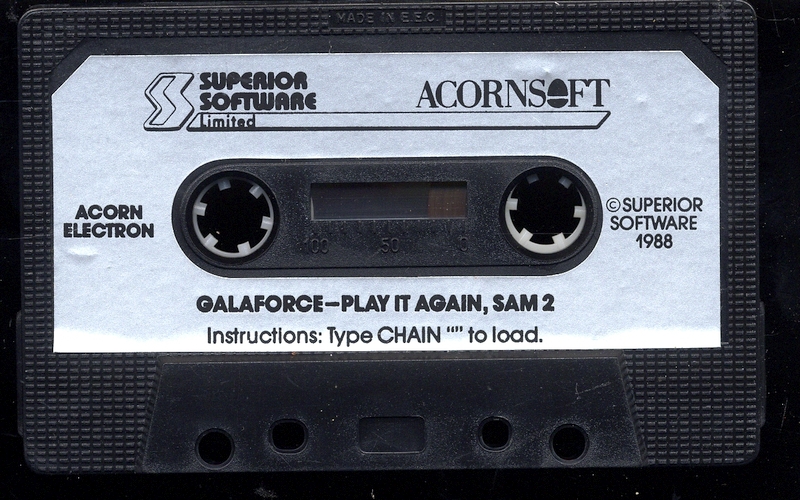 MADE IN E.E.C.
SUPERIOR SOFTWARE Limited
ACORNSOFT
ACORN ELECTRON
100 50 0
© SUPERIOR SOFTWARE 1988
GALAFORCE–PLAY IT AGAIN, SAM 2
Instructions: Type CHAIN “” to load.